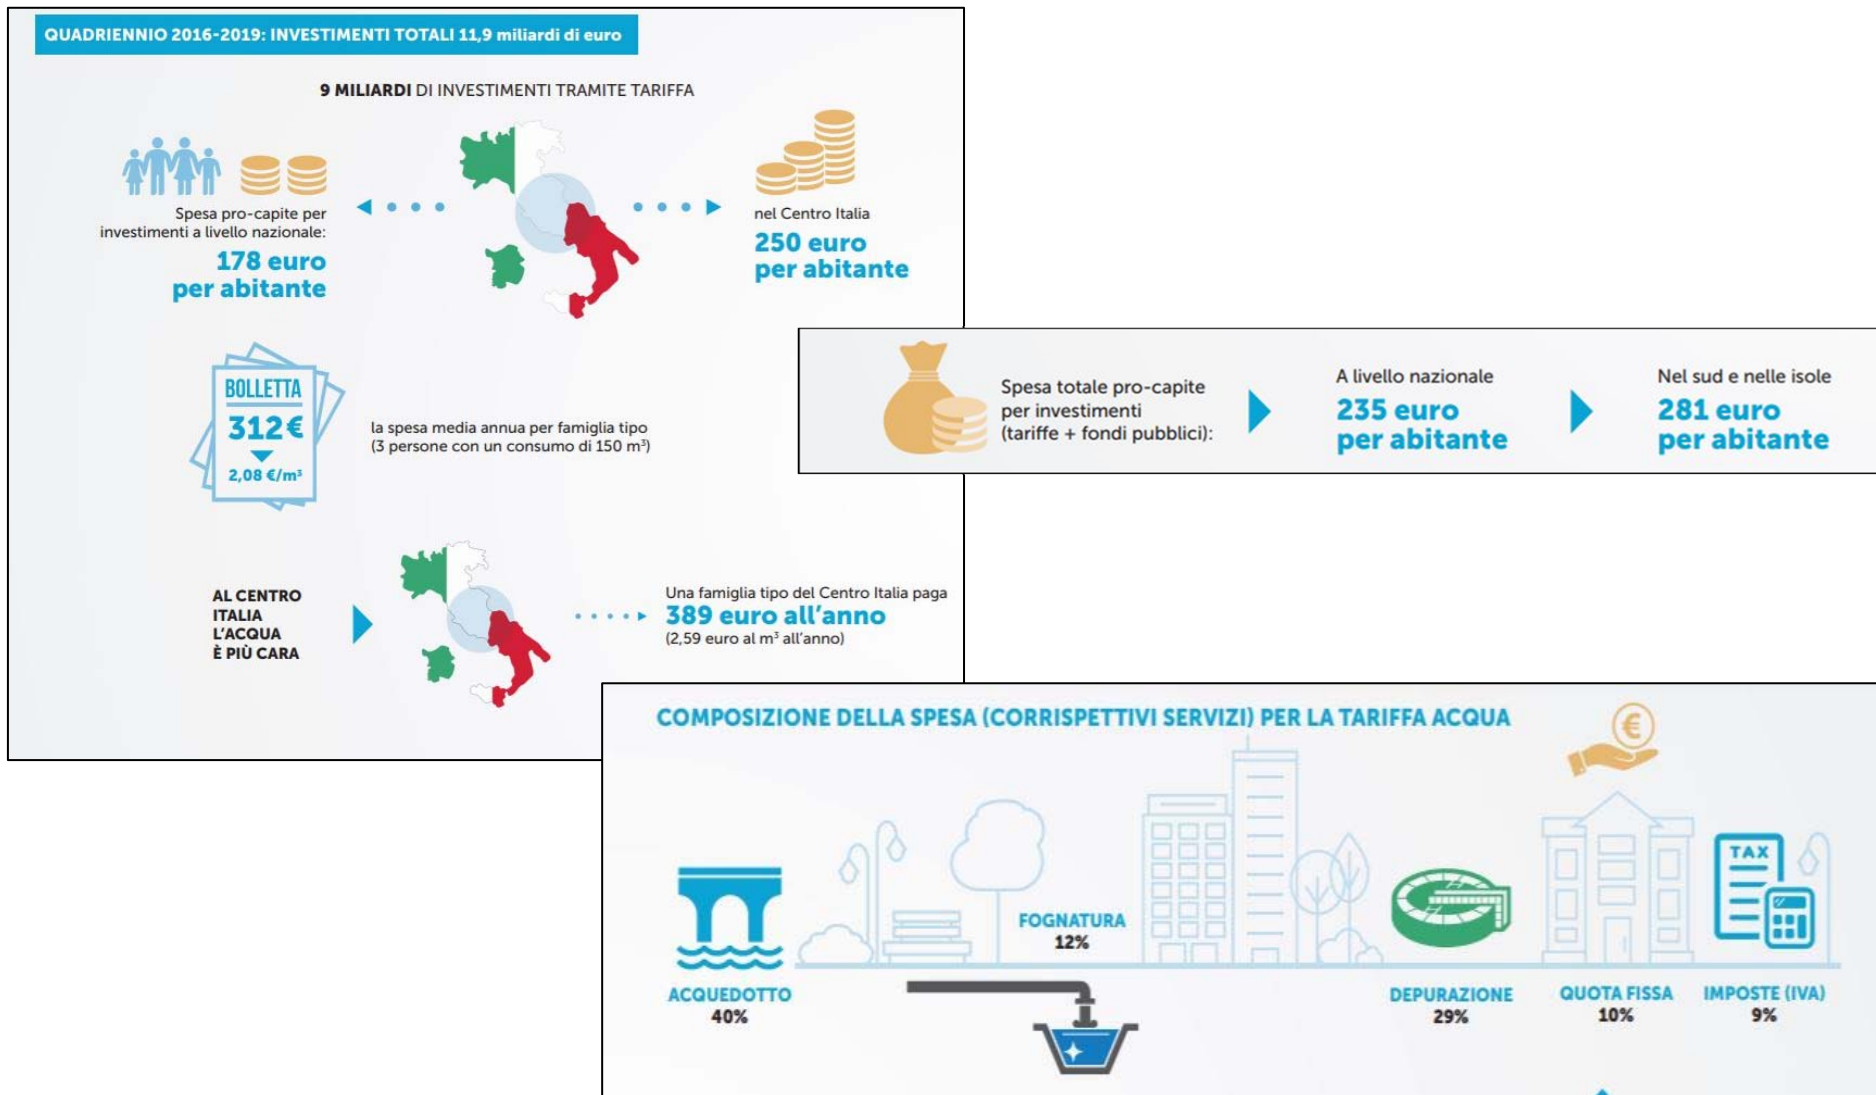 QUADRIENNIO 2016-2019: INVESTIMENTI TOTALI 11,9 miliardi di euro
9 MILIARDI DI INVESTIMENTI TRAMITE TARIFFA
Spesa pro-capite per
investimenti a livello nazionale:
178 euro
per abitante
nel Centro Italia
250 euro
per abitante
BOLLETTA
312€
2,08 €/m³
la spesa media annua per famiglia tipo
(3 persone con un consumo di 150 m³)
AL CENTRO
ITALIA
L'ACQUA
È PIÙ CARA
Una famiglia tipo del Centro Italia paga
389 euro all'anno
(2,59 euro al m³ all'anno)
Spesa totale pro-capite
per investimenti
(tariffe + fondi pubblici):
A livello nazionale
235 euro
per abitante
Nel sud e nelle isole
281 euro
per abitante
COMPOSIZIONE DELLA SPESA (CORRISPETTIVI SERVIZI) PER LA TARIFFA ACQUA
€
TAX
ACQUEDOTTO
40%
FOGNATURA
12%
DEPURAZIONE
29%
QUOTA FISSA
10%
IMPOSTE (IVA)
9%